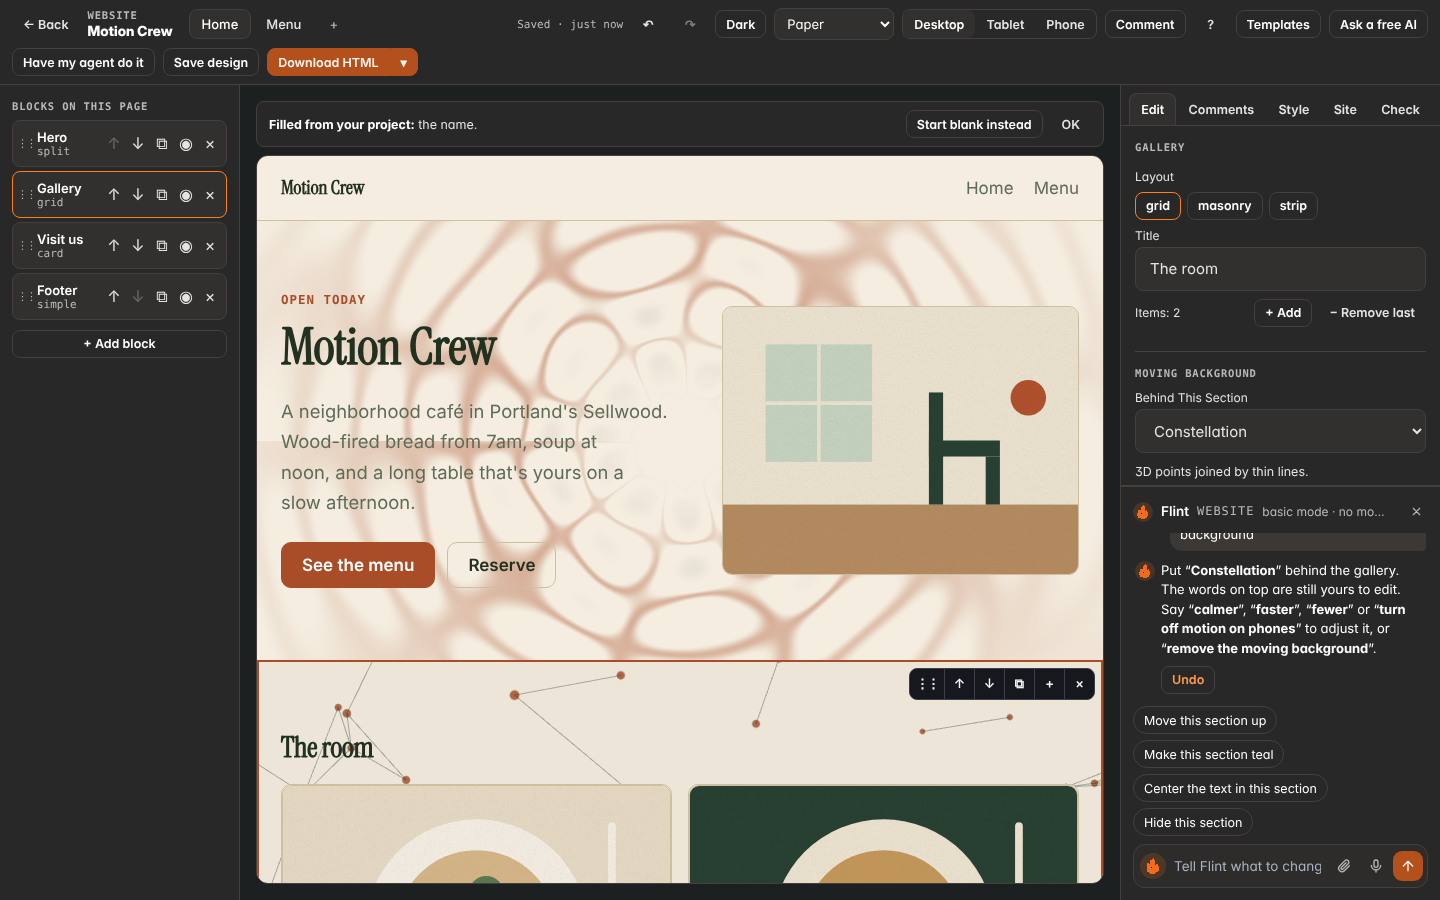 ← Back
WEBSITE
Motion Crew
Home
Menu
+
Saved · just now
Dark
Paper
Desktop
Tablet
Phone
Comment
?
Templates
Ask a free AI
Have my agent do it
Save design
Download HTML
BLOCKS ON THIS PAGE
Hero
split
Gallery
grid
Visit us
card
Footer
simple
+ Add block
Filled from your project: the name.
Start blank instead
OK
Motion Crew
Home
Menu
OPEN TODAY
Motion Crew
A neighborhood café in Portland's Sellwood.
Wood-fired bread from 7am, soup at
noon, and a long table that's yours on a
slow afternoon.
See the menu
Reserve
The room
Edit
Comments
Style
Site
Check
GALLERY
Layout
grid
masonry
strip
Title
The room
Items: 2
+ Add
− Remove last
MOVING BACKGROUND
Behind This Section
Constellation
3D points joined by thin lines.
Flint WEBSITE basic mode · no mo...
background
Put “Constellation” behind the gallery.
The words on top are still yours to edit.
Say “calmer”, “faster”, “fewer” or “turn
off motion on phones” to adjust it, or
“remove the moving background”.
Undo
Move this section up
Make this section teal
Center the text in this section
Hide this section
Tell Flint what to chang